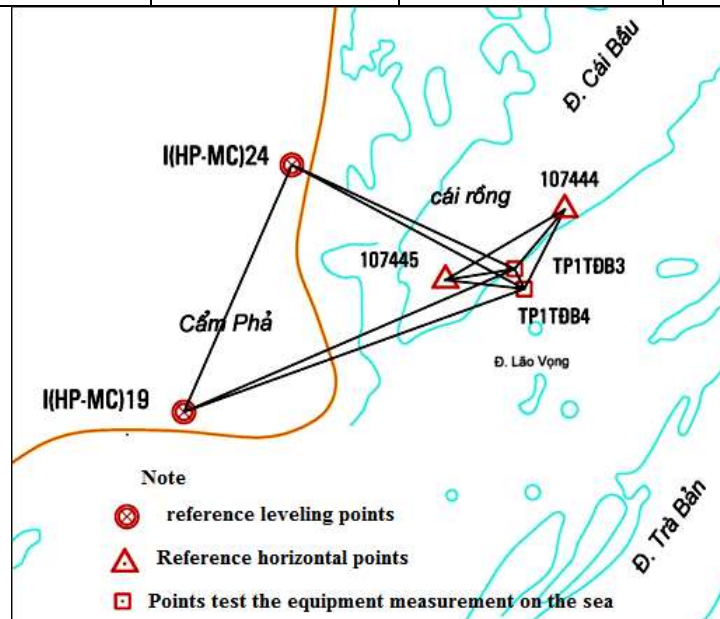 Đ. Cái Bầu
I(HP-MC)24
107444
cái rồng
107445
TP1TĐB3
TP1TĐB4
Cẩm Phả
Đ. Lão Vọng
I(HP-MC)19
Đ. Trà Bản
Note
reference leveling points
Reference horizontal points
Points test the equipment measurement on the sea